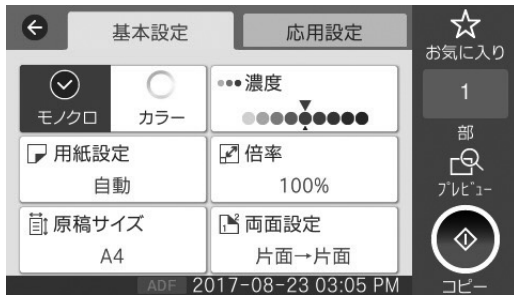 基本設定
応用設定
お気に入り
モノクロ
カラー
濃度
1
部
用紙設定
自動
倍率
100%
プレビュー
原稿サイズ
A4
両面設定
片面→片面
ADF 2017-08-23 03:05 PM
コピー